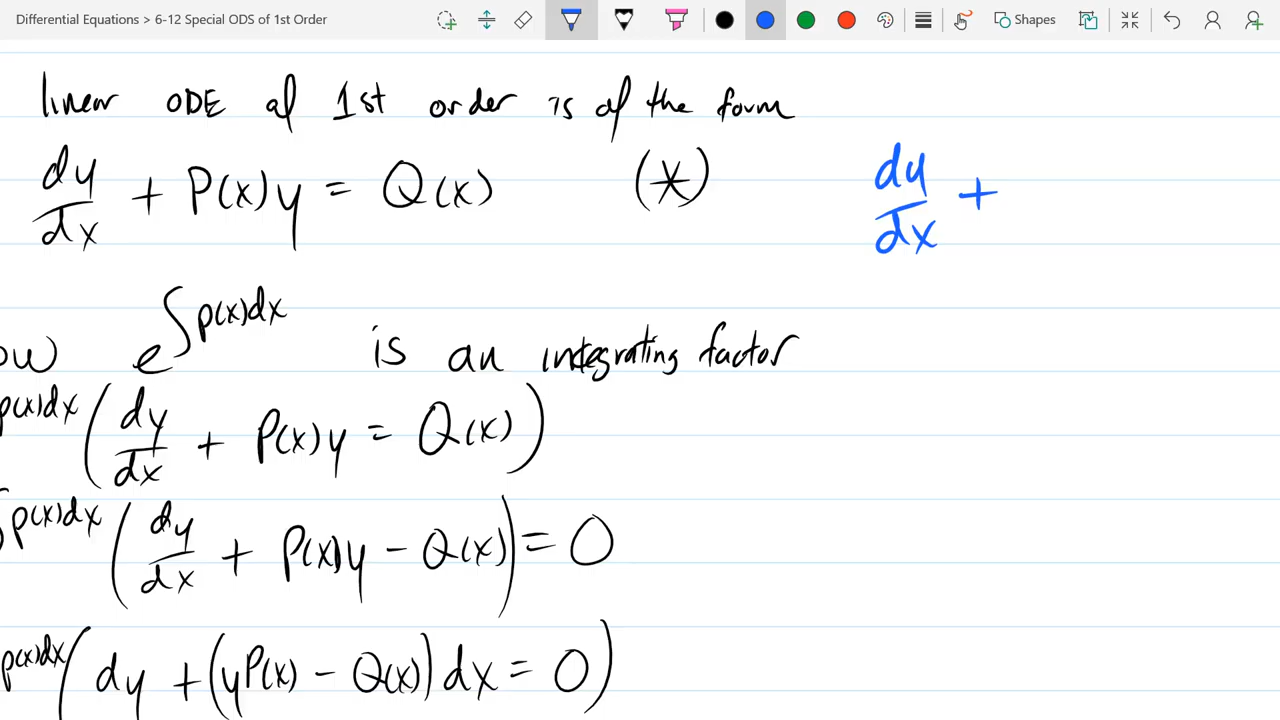 Differential Equations > 6-12 Special ODS of 1st Order
Shapes
linear ODE of 1st order is of the form
dy/dx + P(x)y = Q(x) (*) dy/dx +
ow e^∫p(x)dx is an integrating factor
p(x)dx (dy/dx + P(x)y = Q(x))
∫p(x)dx (dy/dx + P(x)y - Q(x)) = 0
p(x)dx (dy + (yP(x) - Q(x))dx = 0)